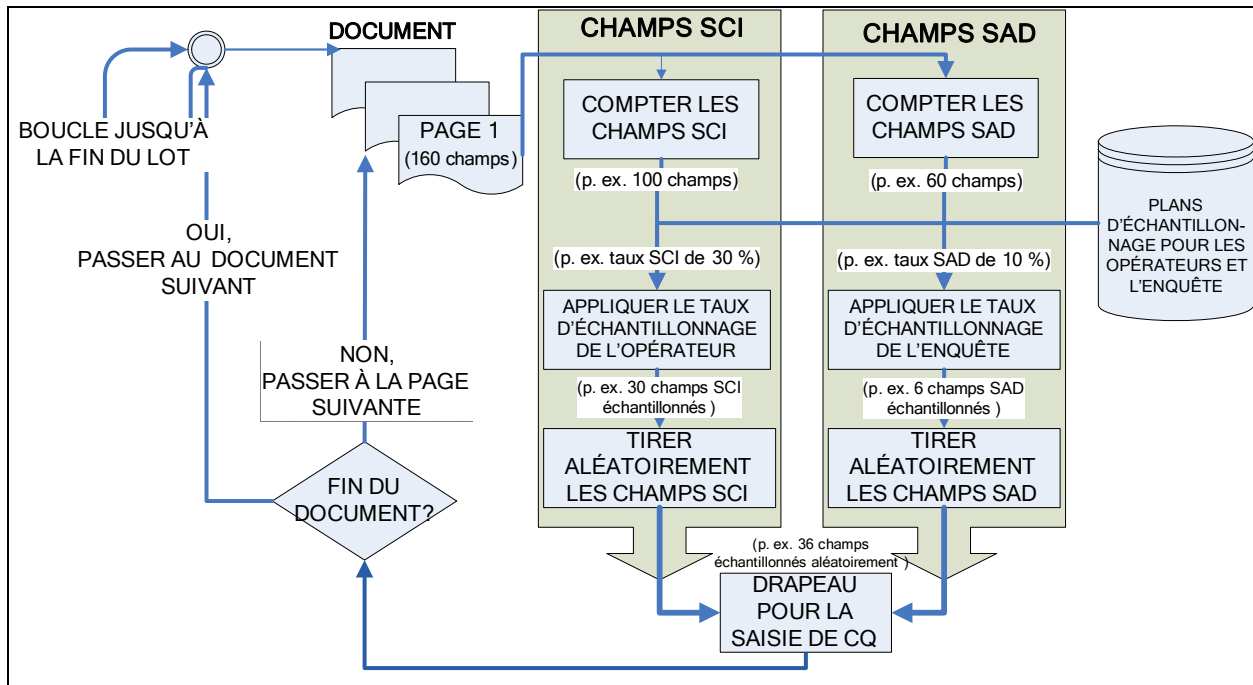 DOCUMENT
PAGE 1
(160 champs)
BOUCLE JUSQU'À
LA FIN DU LOT
OUI,
PASSER AU DOCUMENT
SUIVANT
NON,
PASSER À LA PAGE
SUIVANTE
FIN DU
DOCUMENT?
CHAMPS SCI
COMPTER LES
CHAMPS SCI
(p. ex. 100 champs)
(p. ex. taux SCI de 30 %)
APPLIQUER LE TAUX
D'ÉCHANTILLONNAGE
DE L'OPÉRATEUR
(p. ex. 30 champs SCI
échantillonnés )
TIRER
ALÉATOIREMENT
LES CHAMPS SCI
CHAMPS SAD
COMPTER LES
CHAMPS SAD
(p. ex. 60 champs)
(p. ex. taux SAD de 10 %)
APPLIQUER LE TAUX
D'ÉCHANTILLONNAGE
DE L'ENQUÊTE
(p. ex. 6 champs SAD
échantillonnés )
TIRER
ALÉATOIREMENT
LES CHAMPS SAD
PLANS
D'ÉCHANTILLON-
NAGE POUR LES
OPÉRATEURS ET
L'ENQUÊTE
(p. ex. 36 champs
échantillonnés aléatoirement )
DRAPEAU
POUR LA
SAISIE DE CQ